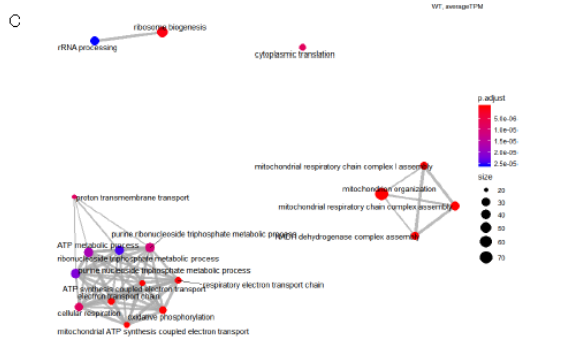 C
WT, averageTPM
ribosome biogenesis
rRNA processing
cytoplasmic translation
p.adjust
5.0e-06
1.0e-05
1.5e-05
2.0e-05
2.5e-05
size
20
30
40
50
60
70
mitochondrial respiratory chain complex I assembly
mitochondrion organization
mitochondrial respiratory chain complex assembly
NADH dehydrogenase complex assembly
proton transmembrane transport
purine ribonucleoside triphosphate metabolic process
ATP metabolic process
ribonucleoside triphosphate metabolic process
purine nucleoside triphosphate metabolic process
respiratory electron transport chain
ATP synthesis coupled electron transport
electron transport chain
cellular respiration
oxidative phosphorylation
mitochondrial ATP synthesis coupled electron transport